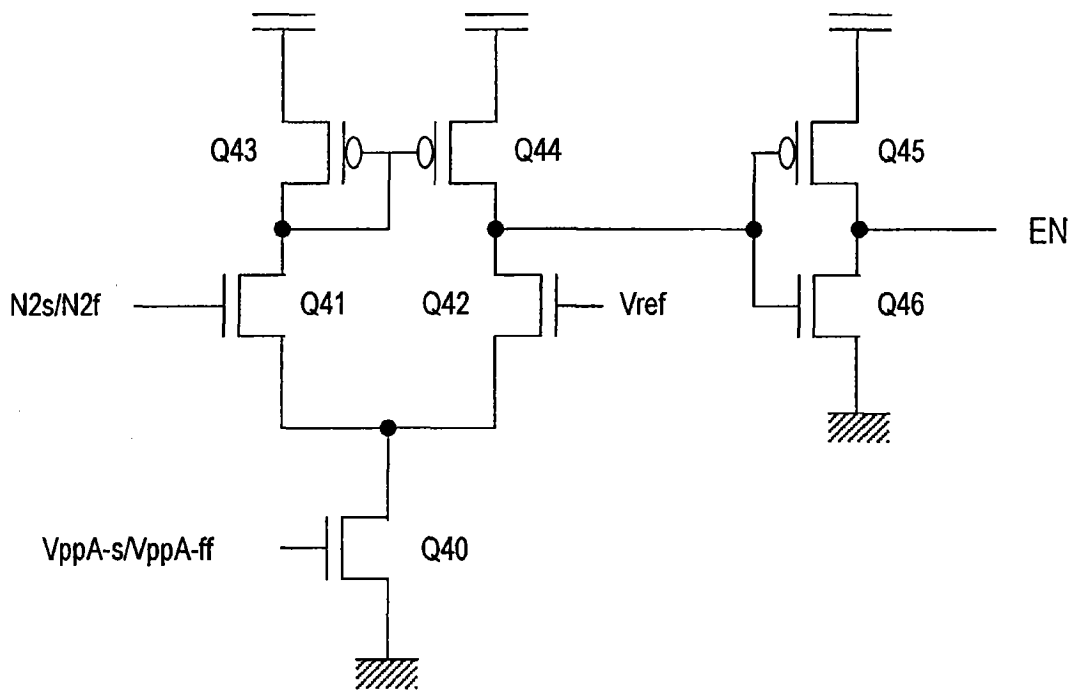 Q43
Q44
Q45
EN
N2s/N2f
Q41
Q42
Vref
Q46
VppA-s/VppA-ff
Q40